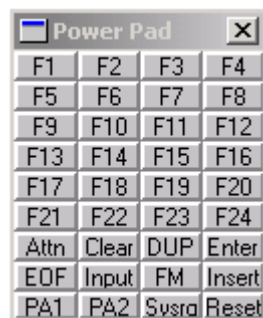 Power Pad
F1 F2 F3 F4
F5 F6 F7 F8
F9 F10 F11 F12
F13 F14 F15 F16
F17 F18 F19 F20
F21 F22 F23 F24
Attn Clear DUP Enter
EOF Input FM Insert
PA1 PA2 Sysrq Reset